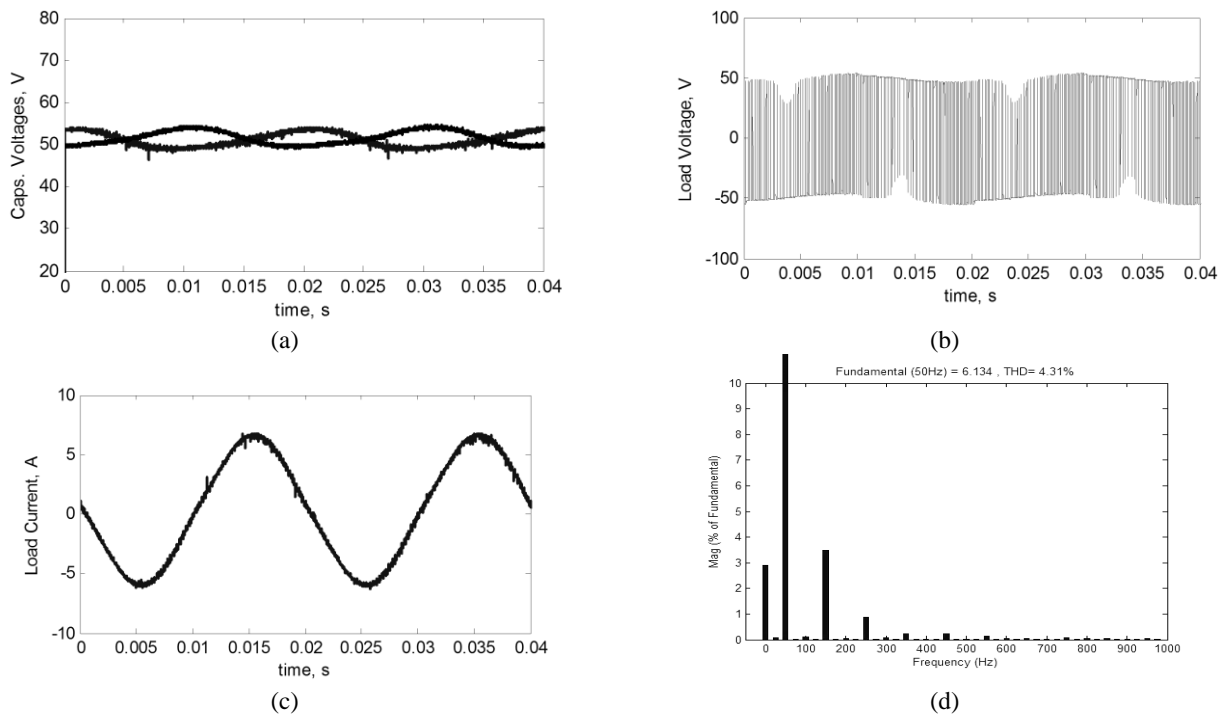 80
70
60
50
40
30
20
Caps. Voltages, V
0 0.005 0.01 0.015 0.02 0.025 0.03 0.035 0.04
time, s
(a)
100
50
0
-50
-100
Load Voltage, V
0 0.005 0.01 0.015 0.02 0.025 0.03 0.035 0.04
time, s
(b)
10
5
0
-5
-10
Load Current, A
0 0.005 0.01 0.015 0.02 0.025 0.03 0.035 0.04
time, s
(c)
Fundamental (50Hz) = 6.134 , THD= 4.31%
10
9
8
7
6
5
4
3
2
1
0
Mag (% of Fundamental)
0 100 200 300 400 500 600 700 800 900 1000
Frequency (Hz)
(d)